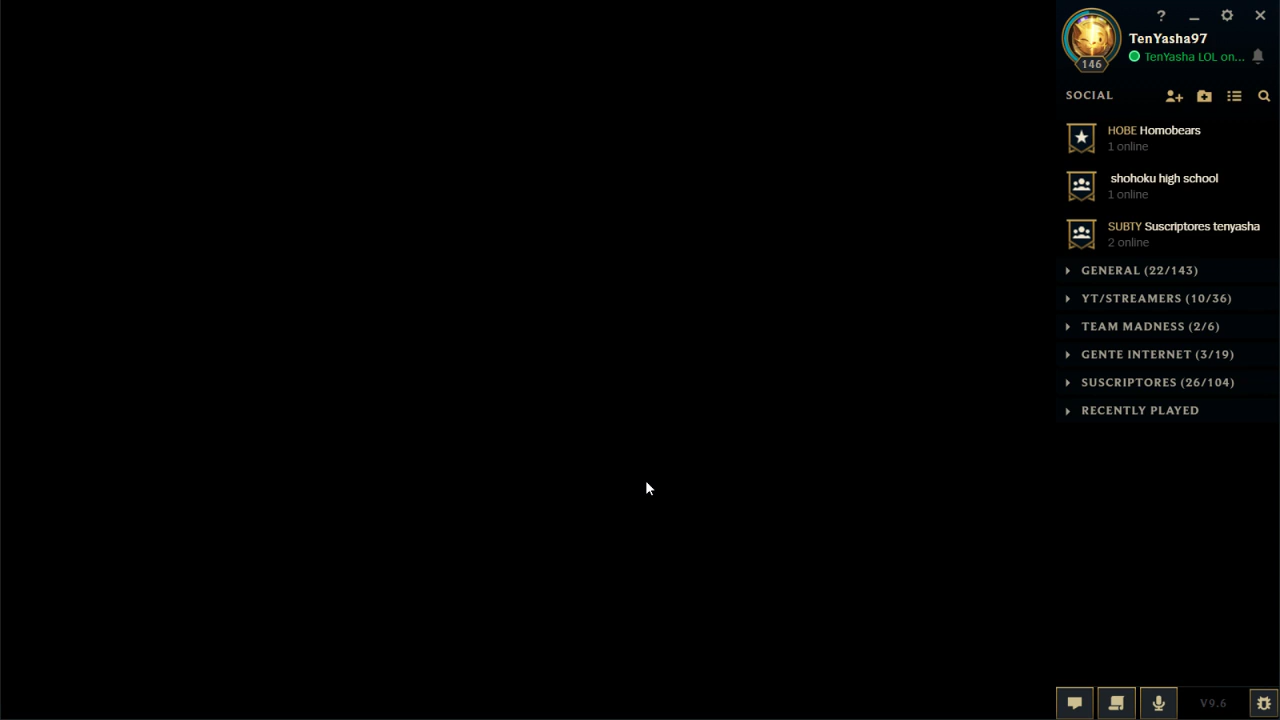 ?
TenYasha97
TenYasha LOL on...
146
SOCIAL
HOBE Homobears
1 online
shohoku high school
1 online
SUBTY Suscriptores tenyasha
2 online
GENERAL (22/143)
YT/STREAMERS (10/36)
TEAM MADNESS (2/6)
GENTE INTERNET (3/19)
SUSCRIPTORES (26/104)
RECENTLY PLAYED
V9.6